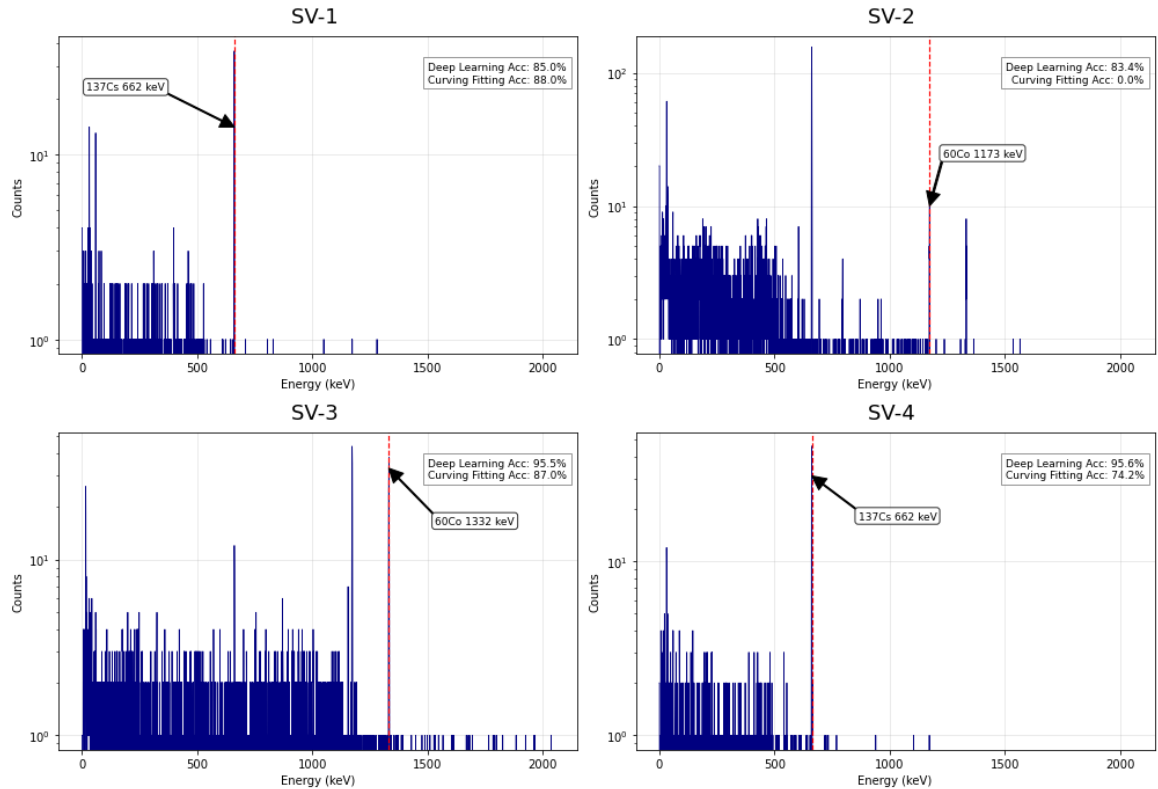 SV-1
Counts
10¹
10⁰
137Cs 662 keV
Deep Learning Acc: 85.0%
Curving Fitting Acc: 88.0%
0 500 1000 1500 2000
Energy (keV)
SV-2
Counts
10²
10¹
10⁰
Deep Learning Acc: 83.4%
Curving Fitting Acc: 0.0%
60Co 1173 keV
0 500 1000 1500 2000
Energy (keV)
SV-3
Counts
10¹
10⁰
Deep Learning Acc: 95.5%
Curving Fitting Acc: 87.0%
60Co 1332 keV
0 500 1000 1500 2000
Energy (keV)
SV-4
Counts
10¹
10⁰
Deep Learning Acc: 95.6%
Curving Fitting Acc: 74.2%
137Cs 662 keV
0 500 1000 1500 2000
Energy (keV)